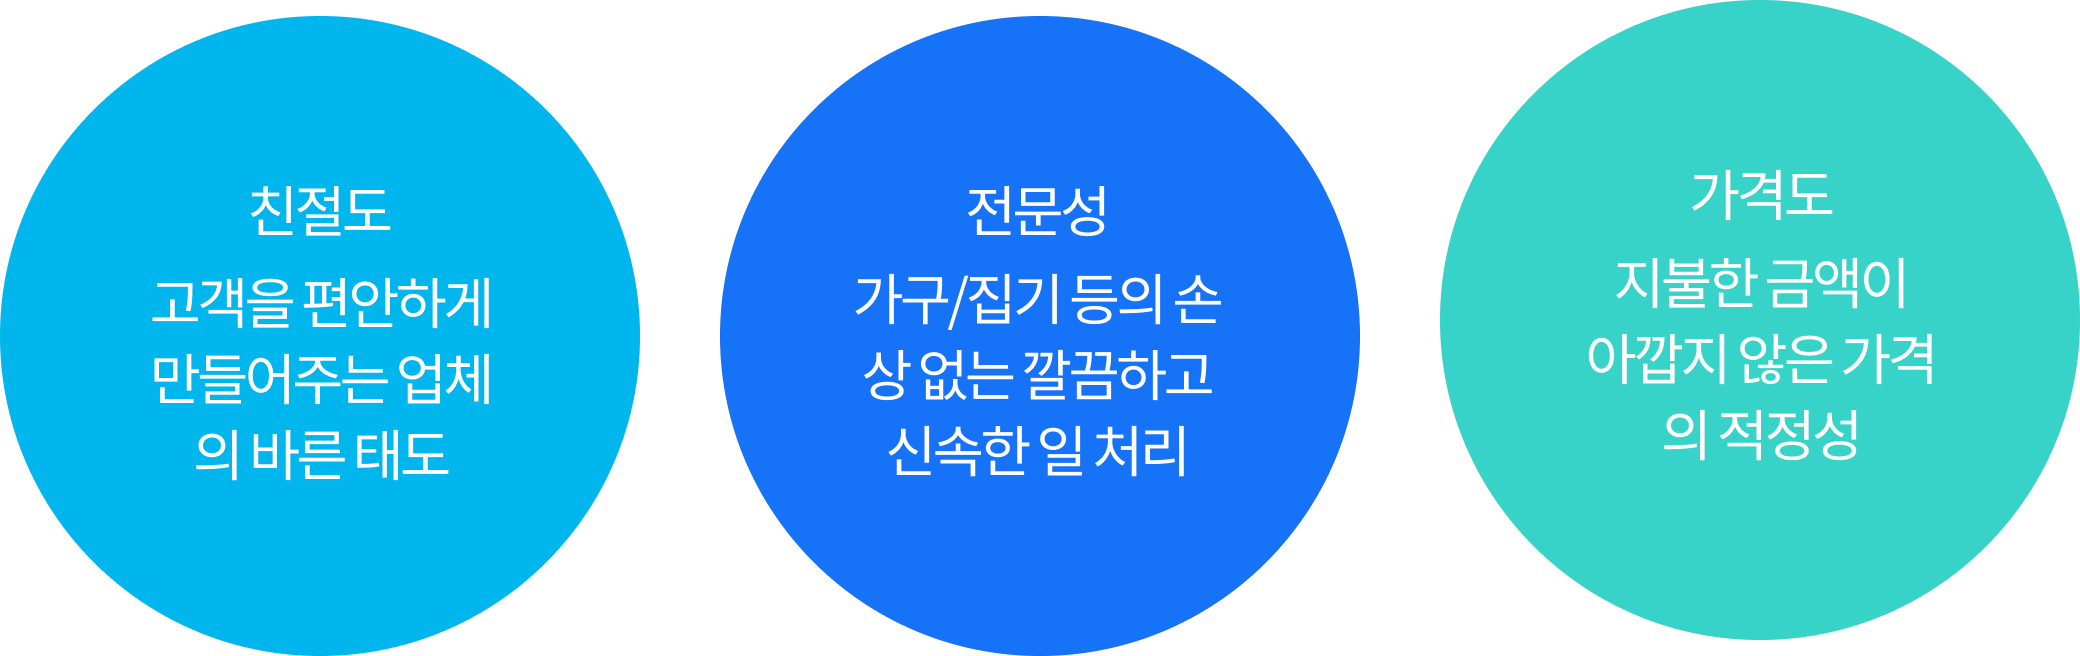 친절도
고객을 편안하게
만들어주는 업체
의 바른 태도
전문성
가구/집기 등의 손
상 없는 깔끔하고
신속한 일 처리
가격도
지불한 금액이
아깝지 않은 가격
의 적정성